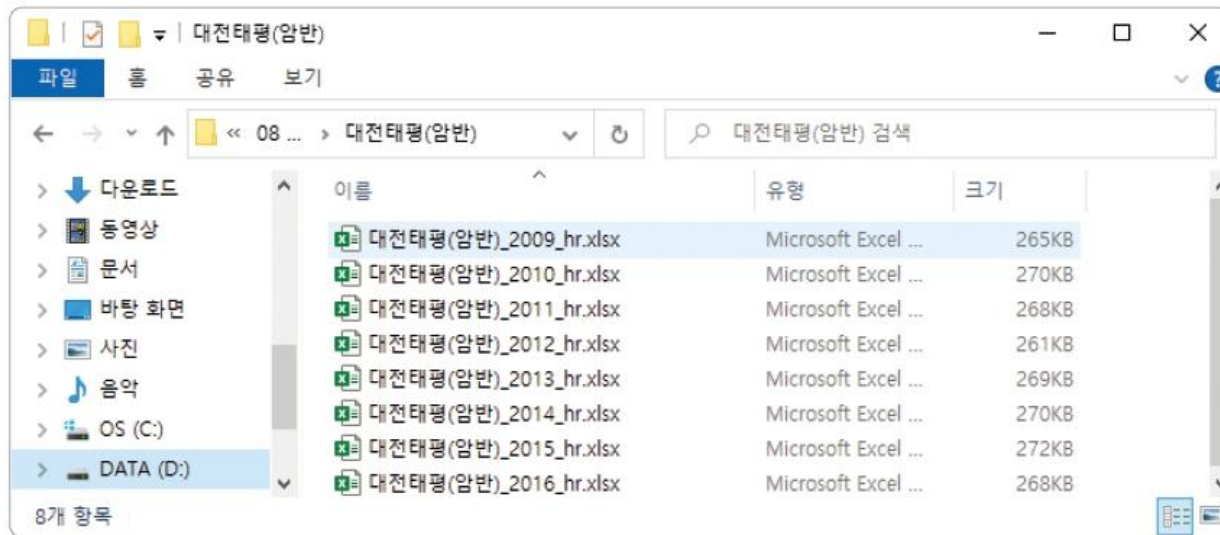 대전태평(암반)
파일 홈 공유 보기
« 08 ... › 대전태평(암반) 대전태평(암반) 검색
다운로드
동영상
문서
바탕 화면
사진
음악
OS (C:)
DATA (D:)
이름 유형 크기
대전태평(암반)_2009_hr.xlsx Microsoft Excel ... 265KB
대전태평(암반)_2010_hr.xlsx Microsoft Excel ... 270KB
대전태평(암반)_2011_hr.xlsx Microsoft Excel ... 268KB
대전태평(암반)_2012_hr.xlsx Microsoft Excel ... 261KB
대전태평(암반)_2013_hr.xlsx Microsoft Excel ... 269KB
대전태평(암반)_2014_hr.xlsx Microsoft Excel ... 270KB
대전태평(암반)_2015_hr.xlsx Microsoft Excel ... 272KB
대전태평(암반)_2016_hr.xlsx Microsoft Excel ... 268KB
8개 항목